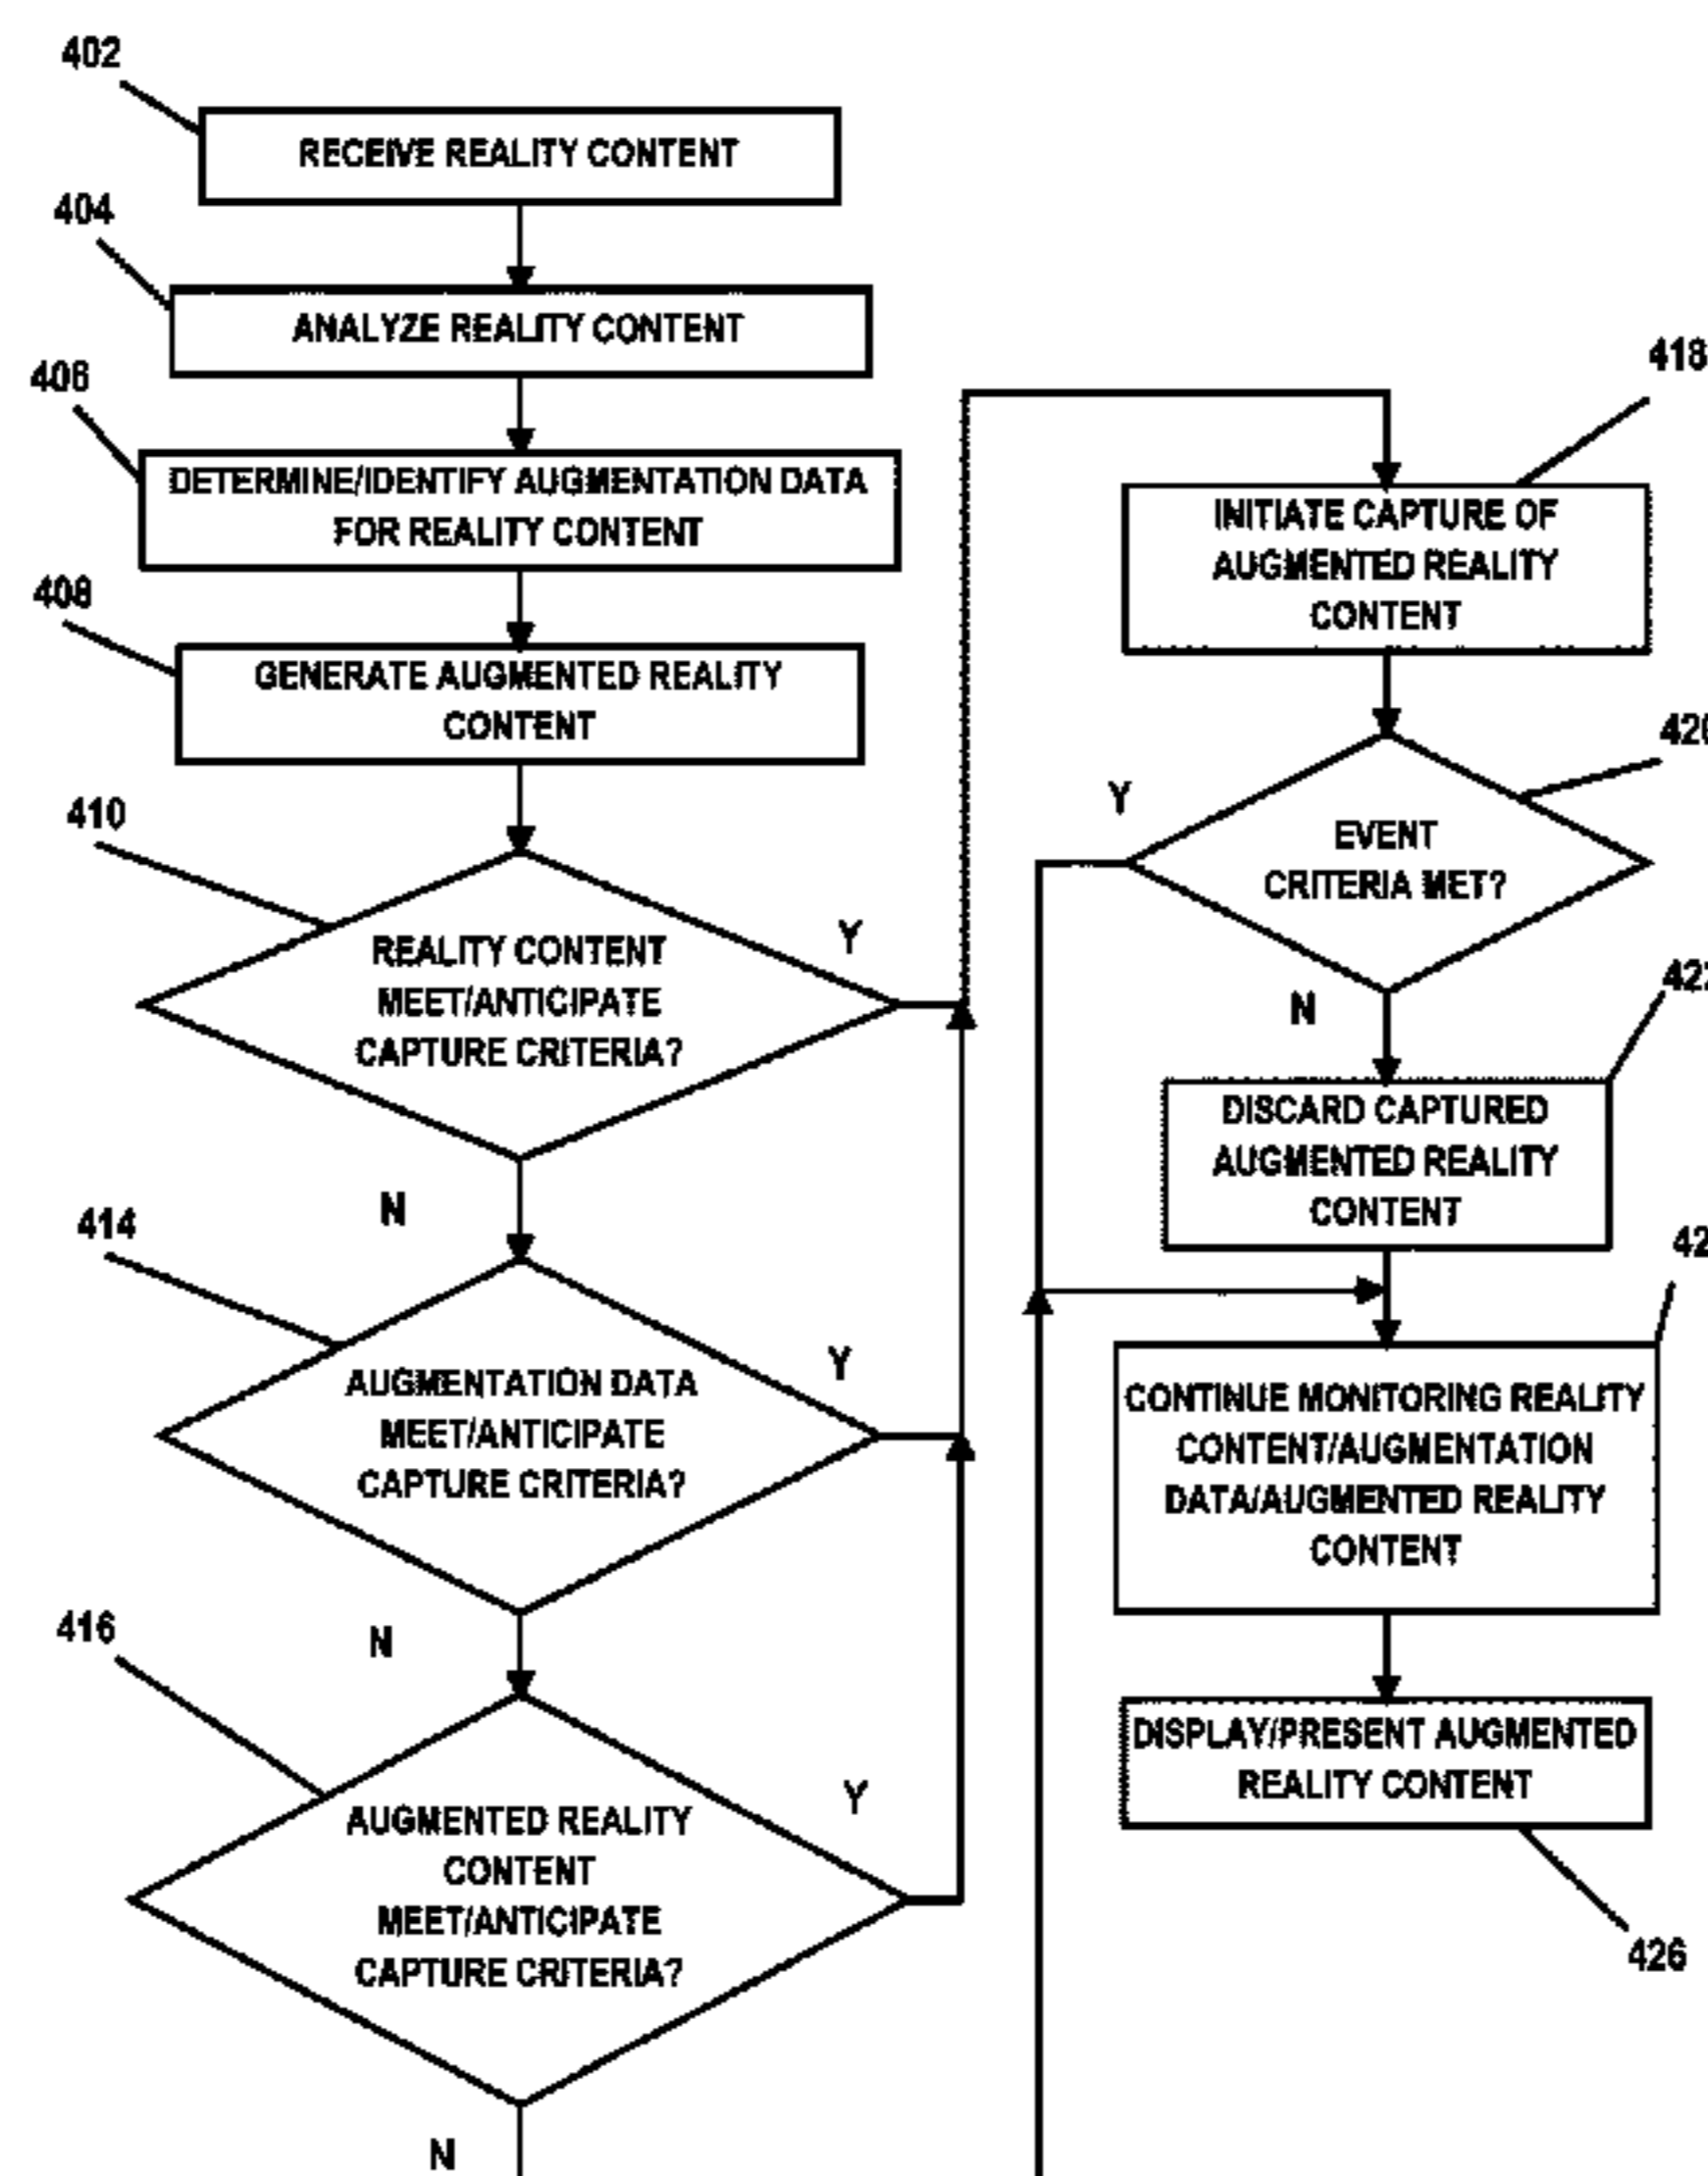 402
RECEIVE REALITY CONTENT
404
ANALYZE REALITY CONTENT
406
DETERMINE/IDENTIFY AUGMENTATION DATA
FOR REALITY CONTENT
408
GENERATE AUGMENTED REALITY
CONTENT
410
REALITY CONTENT
MEET/ANTICIPATE
CAPTURE CRITERIA?
Y
N
414
AUGMENTATION DATA
MEET/ANTICIPATE
CAPTURE CRITERIA?
Y
N
416
AUGMENTED REALITY
CONTENT
MEET/ANTICIPATE
CAPTURE CRITERIA?
Y
N
418
INITIATE CAPTURE OF
AUGMENTED REALITY
CONTENT
420
EVENT
CRITERIA MET?
Y
N
422
DISCARD CAPTURED
AUGMENTED REALITY
CONTENT
CONTINUE MONITORING REALITY
CONTENT/AUGMENTATION
DATA/AUGMENTED REALITY
CONTENT
DISPLAY/PRESENT AUGMENTED
REALITY CONTENT
426